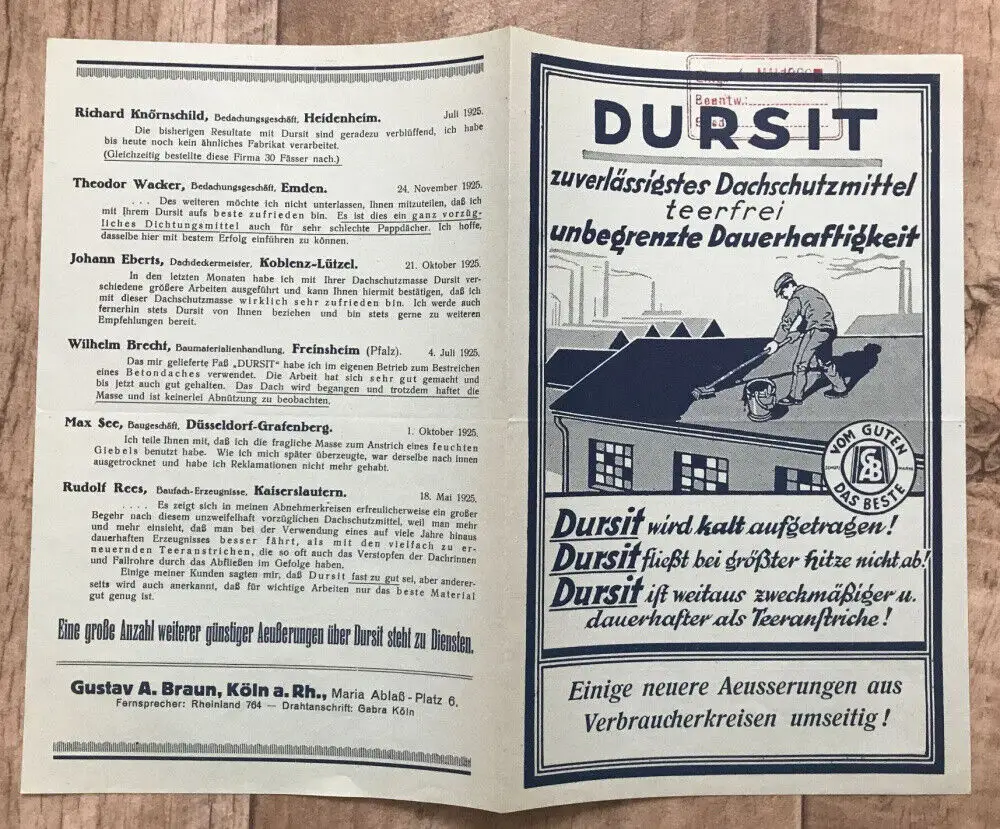 Richard Knörnschild, Bedachungsgeschäft, Heidenheim. Juli 1925.
Die bisherigen Resultate mit Dursit sind geradezu verblüffend, ich habe
bis heute noch kein ähnliches Fabrikat verarbeitet.
(Gleichzeitig bestellte diese Firma 30 Fässer nach.)
Theodor Wacker, Bedachungsgeschäft, Emden. 24. November 1925.
. . . Des weiteren möchte ich nicht unterlassen, Ihnen mitzuteilen, daß ich
mit Ihrem Dursit aufs beste zufrieden bin. Es ist dies ein ganz vorzüg-
liches Dichtungsmittel auch für sehr schlechte Pappdächer. Ich hoffe,
dasselbe hier mit bestem Erfolg einführen zu können.
Johann Eberts, Dachdeckermeister, Koblenz-Lützel. 21. Oktober 1925.
In den letzten Monaten habe ich mit Ihrer Dachschutzmasse Dursit ver-
schiedene größere Arbeiten ausgeführt und kann Ihnen hiermit bestätigen, daß ich
mit dieser Dachschutzmasse wirklich sehr zufrieden bin. Ich werde auch
fernerhin stets Dursit von Ihnen beziehen und bin stets gerne zu weiteren
Empfehlungen bereit.
Wilhelm Brecht, Baumaterialienhandlung, Freinsheim (Pfalz). 4. Juli 1925.
Das mir gelieferte Faß „DURSIT" habe ich im eigenen Betrieb zum Bestreichen
eines Betondaches verwendet. Die Arbeit hat sich sehr gut gemacht und
bis jetzt auch gut gehalten. Das Dach wird begangen und trotzdem haftet die
Masse und ist keinerlei Abnützung zu beobachten.
Max See, Baugeschäft, Düsseldorf-Grafenberg. 1. Oktober 1925.
Ich teile Ihnen mit, daß ich die fragliche Masse zum Anstrich eines feuchten
Giebels benutzt habe. Wie ich mich später überzeugte, war derselbe nach innen
ausgetrocknet und habe ich Reklamationen nicht mehr gehabt.
Rudolf Rees, Baufach-Erzeugnisse, Kaiserslautern. 18. Mai 1925.
. . . . Es zeigt sich in meinen Abnehmerkreisen erfreulicherweise ein großer
Begehr nach diesem unzweifelhaft vorzüglichen Dachschutzmittel, weil man mehr
und mehr einsieht, daß man bei der Verwendung eines auf viele Jahre hinaus
dauerhaften Erzeugnisses besser fährt, als mit den vielfach zu er-
neuernden Teeranstrichen, die so oft auch das Verstopfen der Dachrinnen
und Fallrohre durch das Abfließen im Gefolge haben.
Einige meiner Kunden sagten mir, daß Dursit fast zu gut sei, aber anderer-
seits wird auch anerkannt, daß für wichtige Arbeiten nur das beste Material
gut genug ist.
Eine große Anzahl weiterer günstiger Aeußerungen über Dursit steht zu Diensten.
Gustav A. Braun, Köln a. Rh., Maria Ablaß-Platz 6.
Fernsprecher: Rheinland 764 — Drahtanschrift: Gabra Köln
Beantw.:
DURSIT
zuverlässigstes Dachschutzmittel
teerfrei
unbegrenzte Dauerhaftigkeit
VOM GUTEN
DAS BESTE
Dursit wird kalt aufgetragen!
Dursit fließt bei größter Hitze nicht ab!
Dursit ist weitaus zweckmäßiger u.
dauerhafter als Teeranstriche!
Einige neuere Aeusserungen aus
Verbraucherkreisen umseitig!